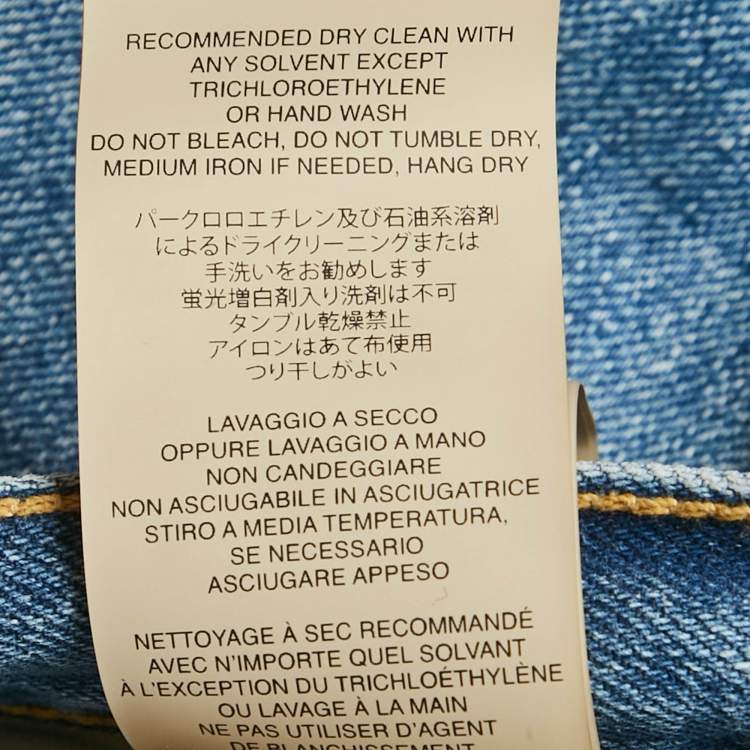 RECOMMENDED DRY CLEAN WITH
ANY SOLVENT EXCEPT
TRICHLOROETHYLENE
OR HAND WASH
DO NOT BLEACH, DO NOT TUMBLE DRY,
MEDIUM IRON IF NEEDED, HANG DRY
パークロロエチレン及び石油系溶剤
によるドライクリーニングまたは
手洗いをお勧めします
蛍光増白剤入り洗剤は不可
タンブル乾燥禁止
アイロンはあて布使用
つり干しがよい
LAVAGGIO A SECCO
OPPURE LAVAGGIO A MANO
NON CANDEGGIARE
NON ASCIUGABILE IN ASCIUGATRICE
STIRO A MEDIA TEMPERATURA,
SE NECESSARIO
ASCIUGARE APPESO
NETTOYAGE À SEC RECOMMANDÉ
AVEC N'IMPORTE QUEL SOLVANT
À L'EXCEPTION DU TRICHLOÉTHYLÈNE
OU LAVAGE À LA MAIN
NE PAS UTILISER D'AGENT
DE BLANCHISSEMENT